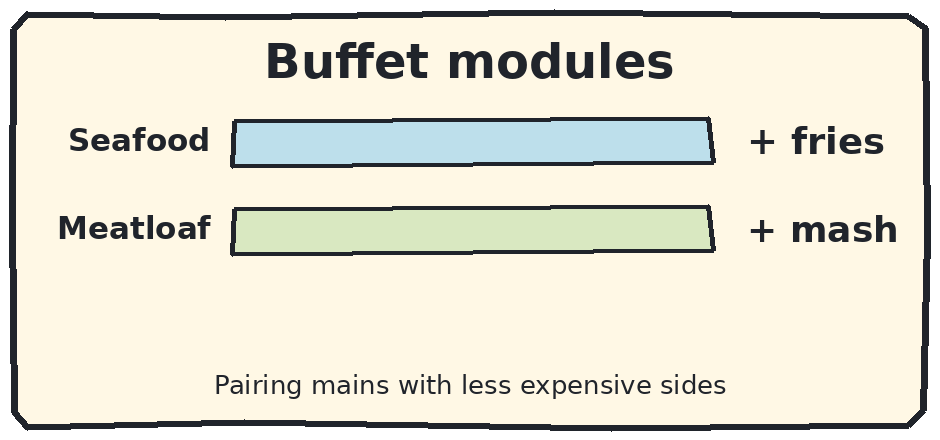 Buffet modules
Seafood + fries
Meatloaf + mash
Pairing mains with less expensive sides